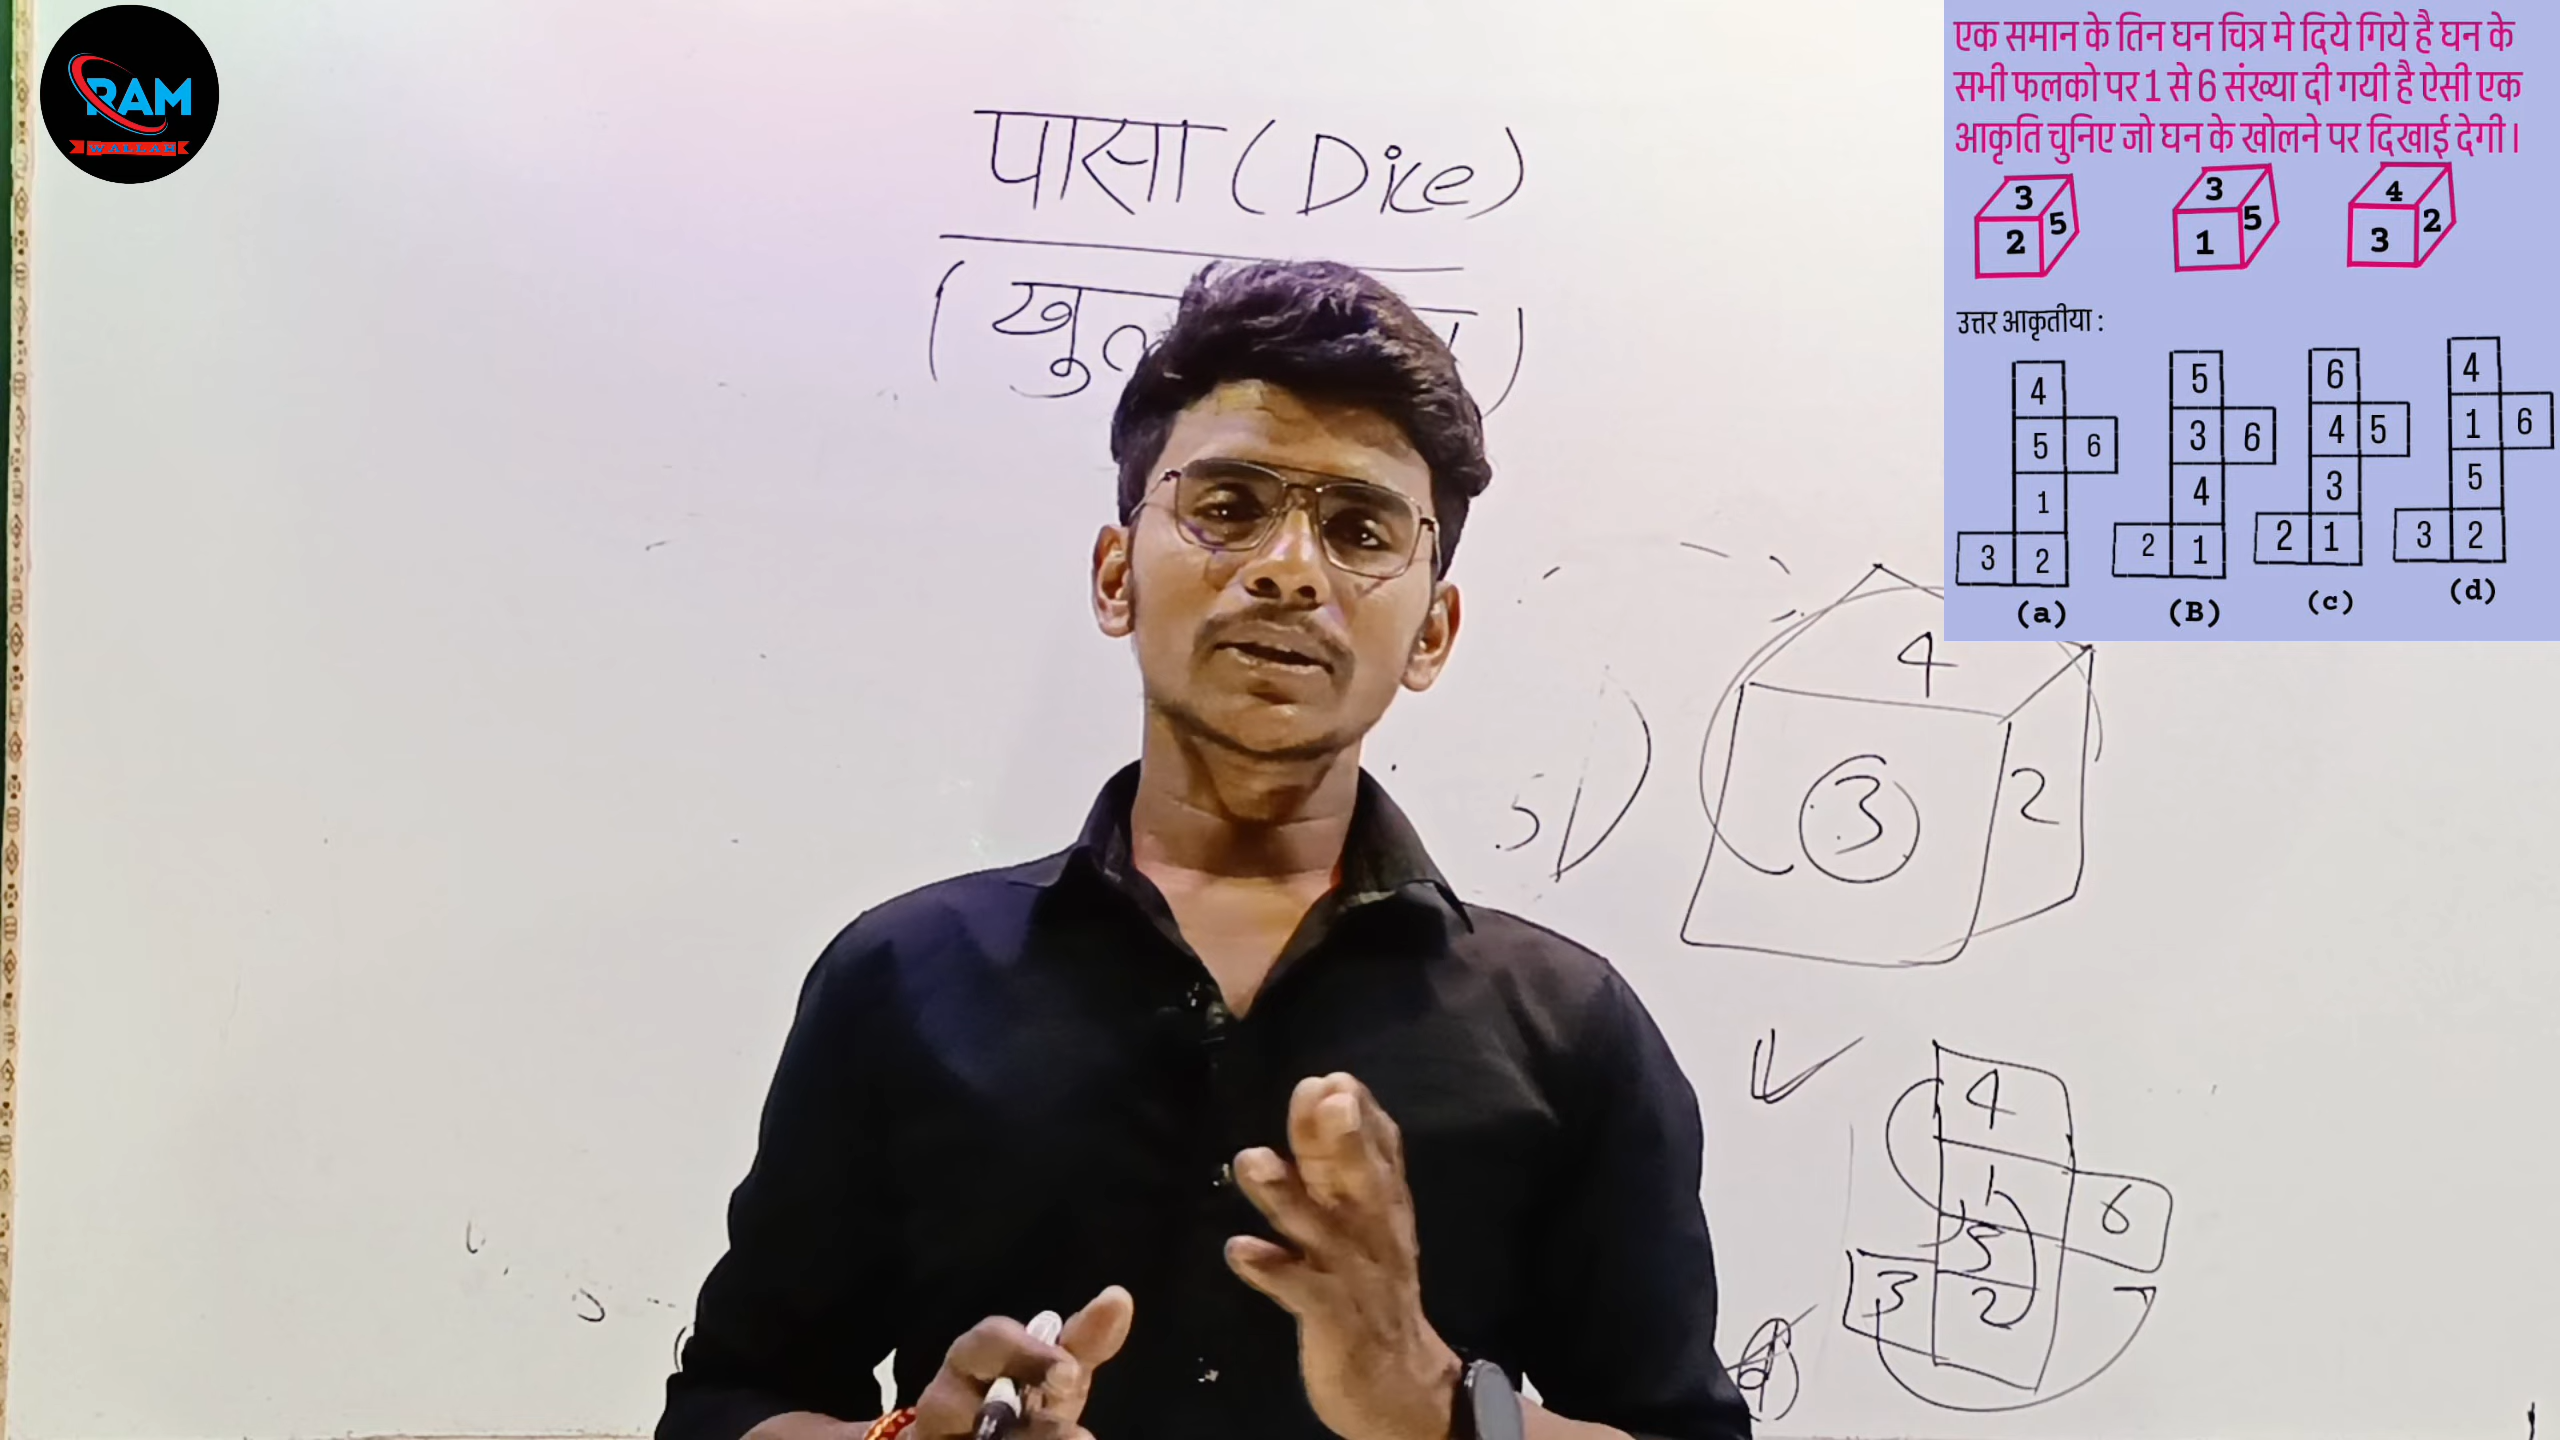 RAM
WALLAH
पासा (Dice)
एक समान के तिन घन चित्र मे दिये गिये है घन के
सभी फलको पर 1 से 6 संख्या दी गयी है ऐसी एक
आकृति चुनिए जो घन के खोलने पर दिखाई देगी।
3 5 2
3 5 1
4 2 3
उत्तर आकृतीया :
4
5 6
1
3 2
(a)
5
3 6
4
2 1
(B)
6
4 5
3
2 1
(c)
4
1 6
5
3 2
(d)
4
3 2
5
4
1 6
5
3 2